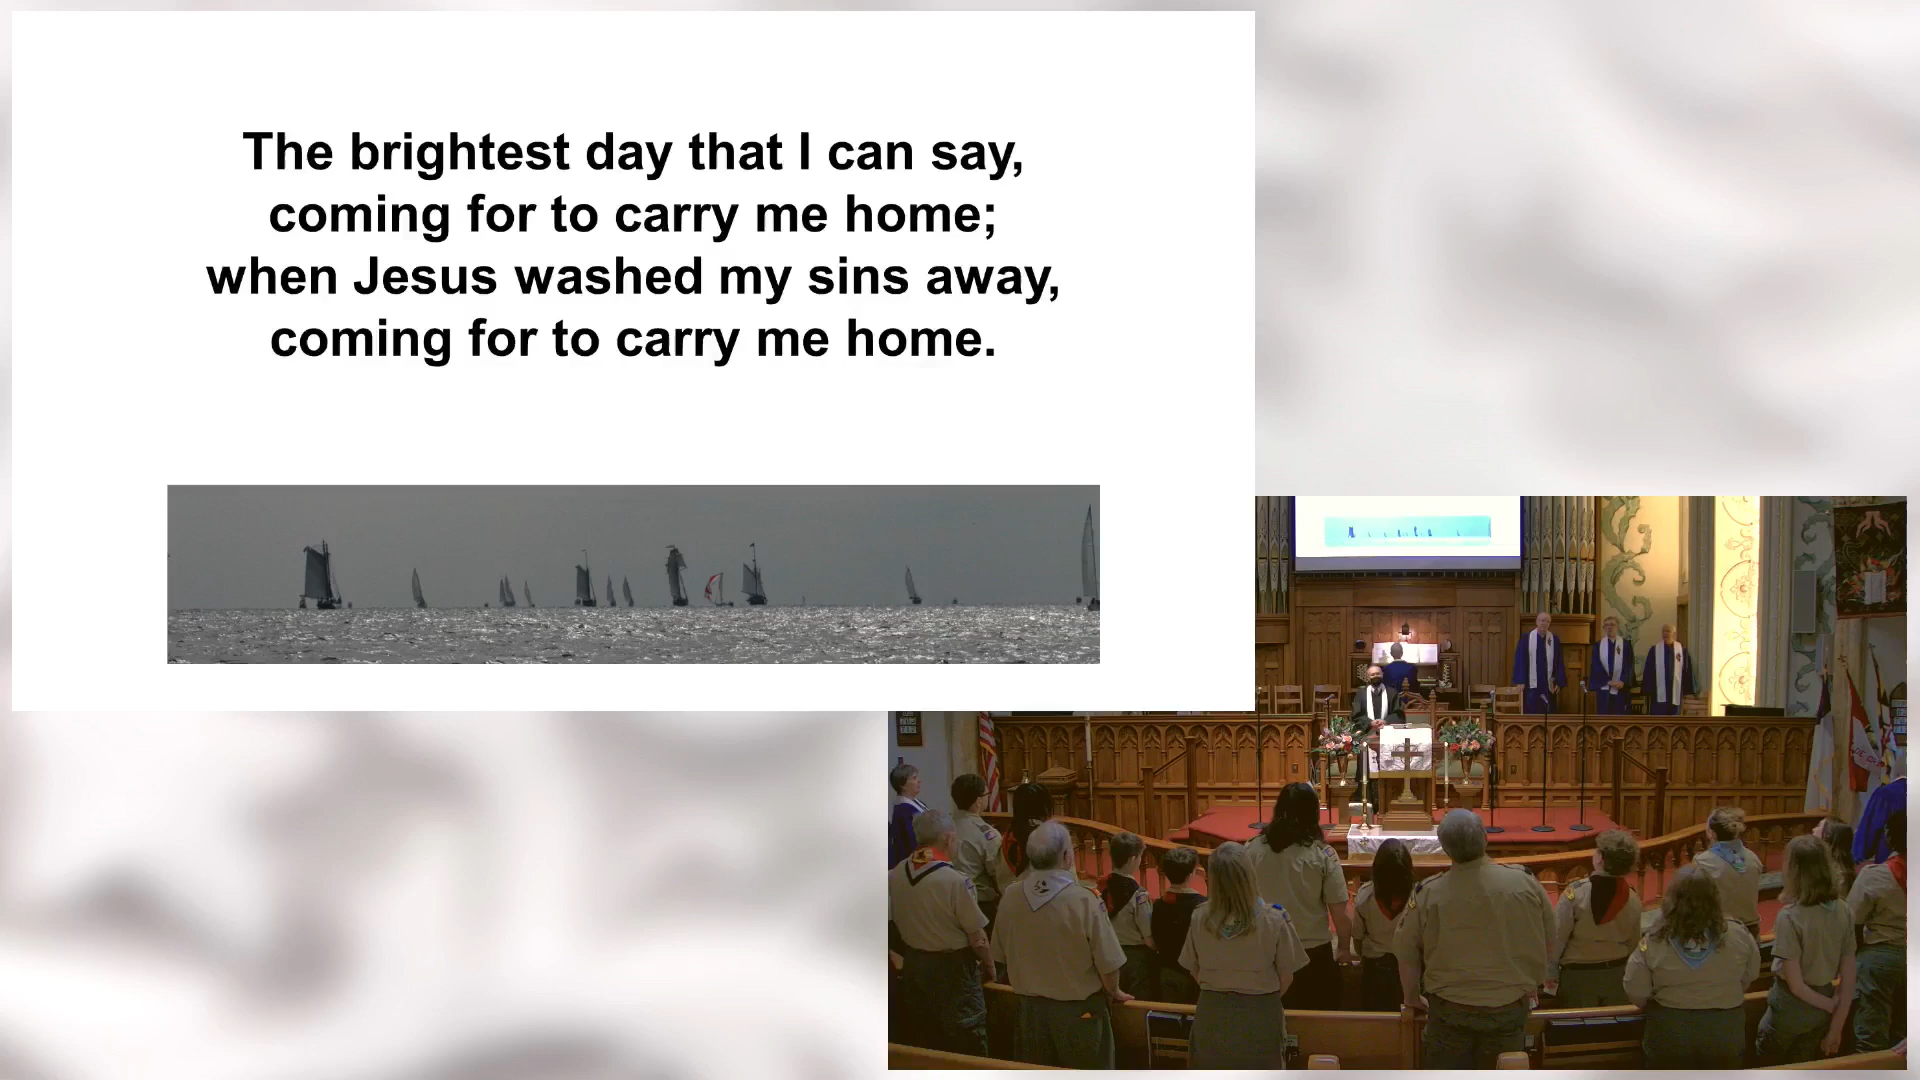 The brightest day that I can say,
coming for to carry me home;
when Jesus washed my sins away,
coming for to carry me home.